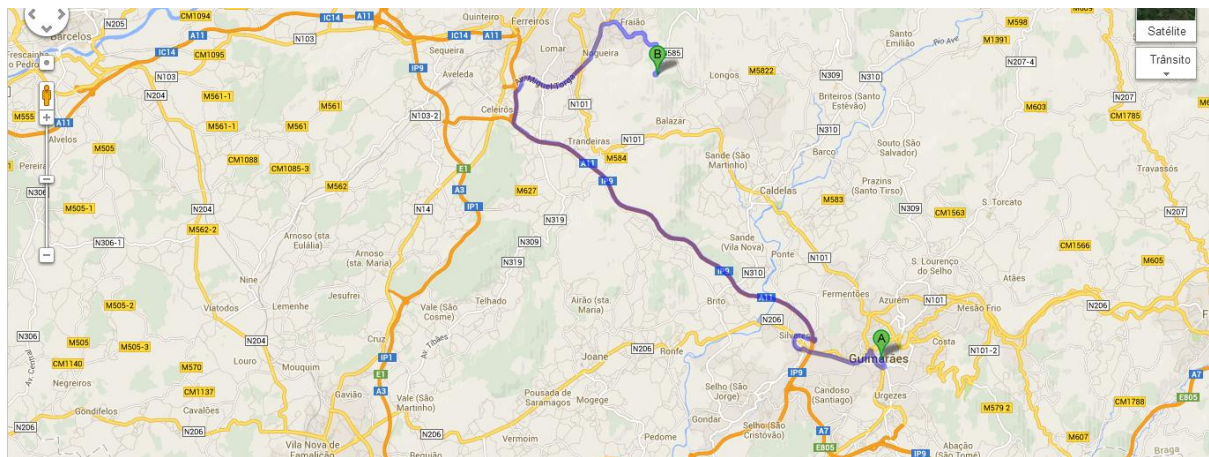 N205
CM1094
IC14
A11
Quinteiro
Ferreiros
Fraião
M609
M598
N310
Barcelos
IC14
A11
N103
Sequeira
IC14
A11
Lomar
Nogueira
B
N585
Santo
Emilião
Rio Ave
M1391
Satélite
CM1095
IP9
Aveleda
Av. Miguel Torga
Longos
M5822
N309
N310
N207-4
Trânsito
N103
N204
M561-1
M561
Celeirós
N101
Briteiros (Santo
Estêvão)
M603
N207
M555
A11
M561-1
M561
N103-2
Balazar
N310
CM1785
Alvelos
M505
Trandeiras
N101
Souto (São
Salvador)
Pereira
CM1088
CM1085-3
E1
A11
M584
Sande (São
Martinho)
Barco
Travassós
N306
M562
A3
IP9
Caldelas
Prazins
(Santo Tirso)
M505-1
N204
N14
IP1
M627
M583
N309
S. Torcato
N207
N306-1
M562-2
Arnoso
(sta.
Eulália)
N319
N309
CM1563
Arnoso
(sta. Maria)
N319
Sande
(Vila Nova)
Ponte
N101
CM1566
S. Lourenço
do Selho
M605
Nine
IP9
N310
Atães
M505-2
Jesufrei
Telhado
A11
Fermentões
Azurém
N101
N206
Viatodos
Lemenhe
Vale (São
Cosme)
Airão (sta.
Maria)
Brito
Mesão Frio
M505
Cruz
Av. Tibães
N206
Silvares
A
Costa
M505-3
N206
Ronfe
Guimarães
N101-2
CM1140
Louro
IP1
Joane
M570
Mouquim
E1
IP9
A7
Av. Central
Negreiros
CM1137
A3
Selho (São
Jorge)
Candoso
(Santiago)
E805
Gavião
Vale (São
Martinho)
Pousada de
Saramagos
Mogege
Urgezes
M579 2
CM1788
Gondifelos
Cavalões
Gondar
A7
M607
N206
Vermoim
Pedome
Selho (São
Cristóvão)
E805
Abação
(São Tomé)
Braga
Vila Nova de
Famalicão